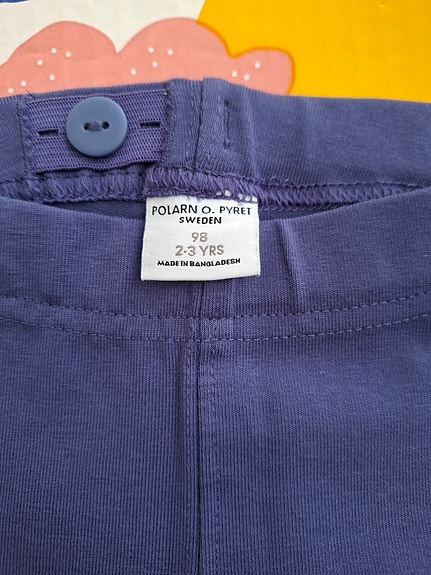 POLARN O. PYRET
SWEDEN
98
2-3 YRS
MADE IN BANGLADESH